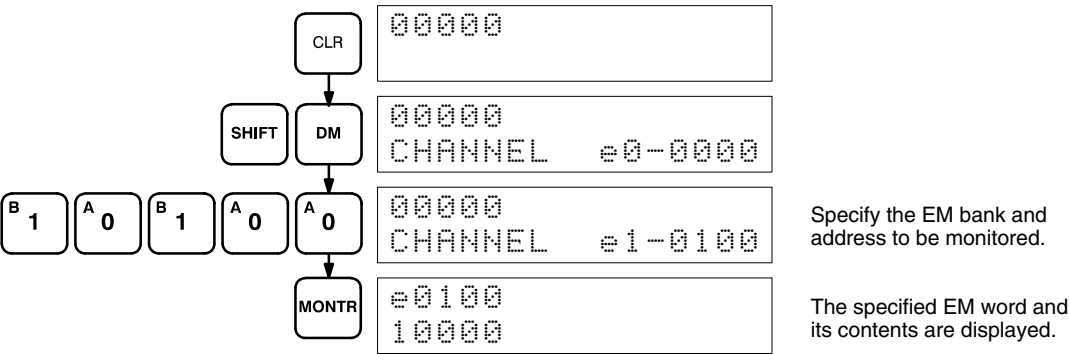 CLR
00000
SHIFT
DM
00000
CHANNEL e0-0000
B 1
A 0
B 1
A 0
A 0
00000
CHANNEL e1-0100
Specify the EM bank and
address to be monitored.
MONTR
e0100
10000
The specified EM word and
its contents are displayed.